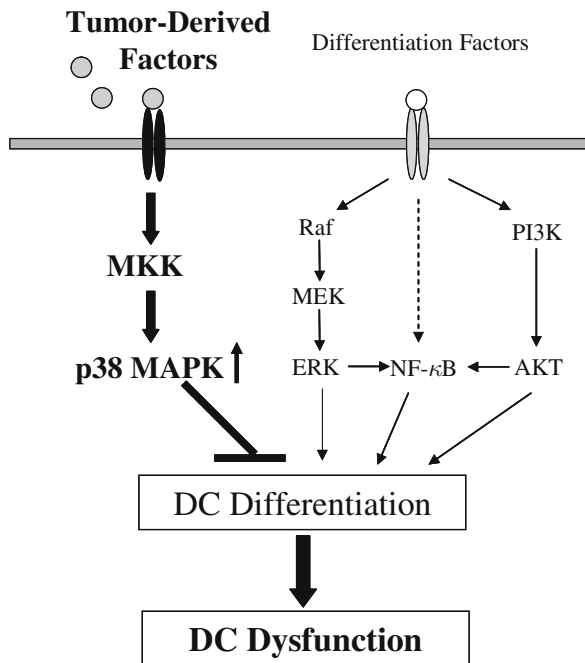 Tumor-Derived
Factors
Differentiation Factors
Raf
PI3K
MKK
MEK
p38 MAPK
ERK
NF-κB
AKT
DC Differentiation
DC Dysfunction